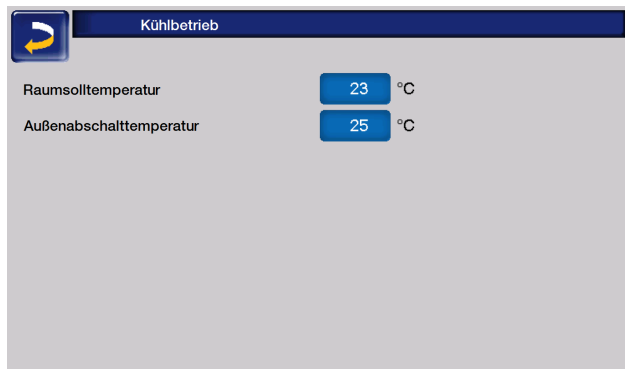 Kühlbetrieb
Raumsolltemperatur 23 °C
Außenabschalttemperatur 25 °C